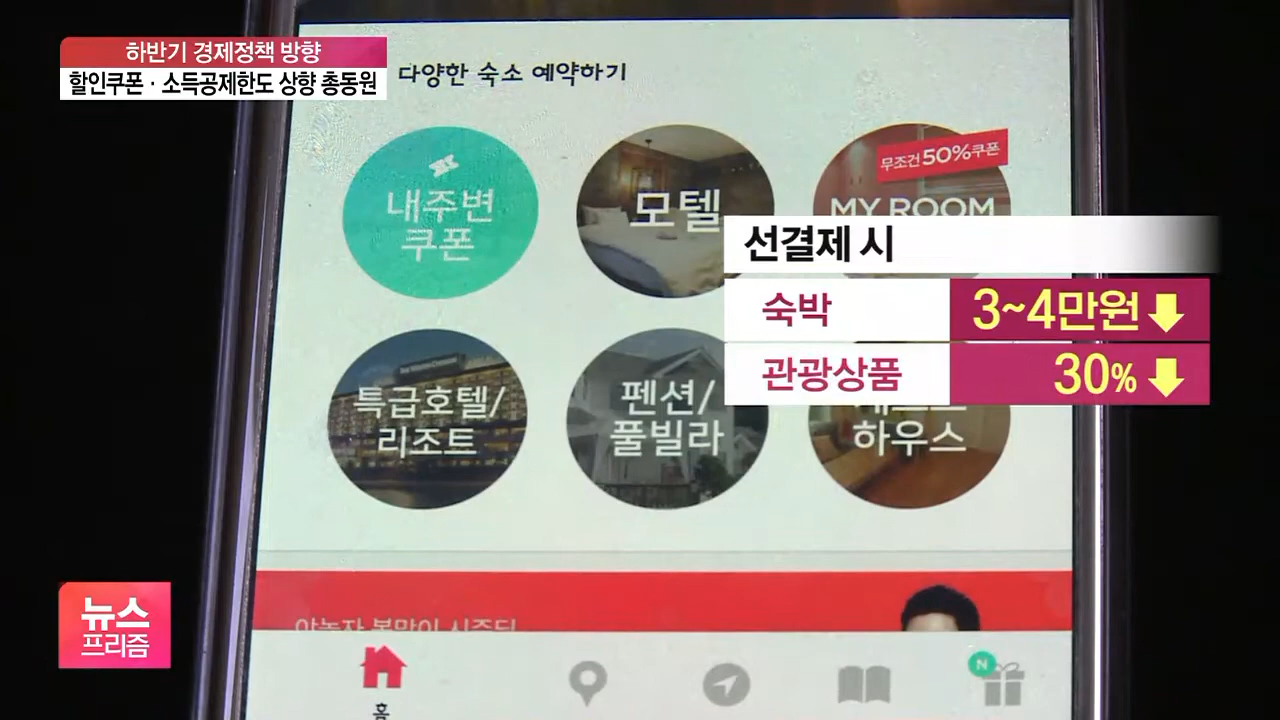 하반기 경제정책 방향
할인쿠폰·소득공제한도 상향 총동원
다양한 숙소 예약하기
내주변
쿠폰
모텔
무조건 50%쿠폰
MY ROOM
선결제 시
숙박 3~4만원
관광상품 30%
특급호텔/
리조트
펜션/
풀빌라
하우스
뉴스
프리즘
홈
N